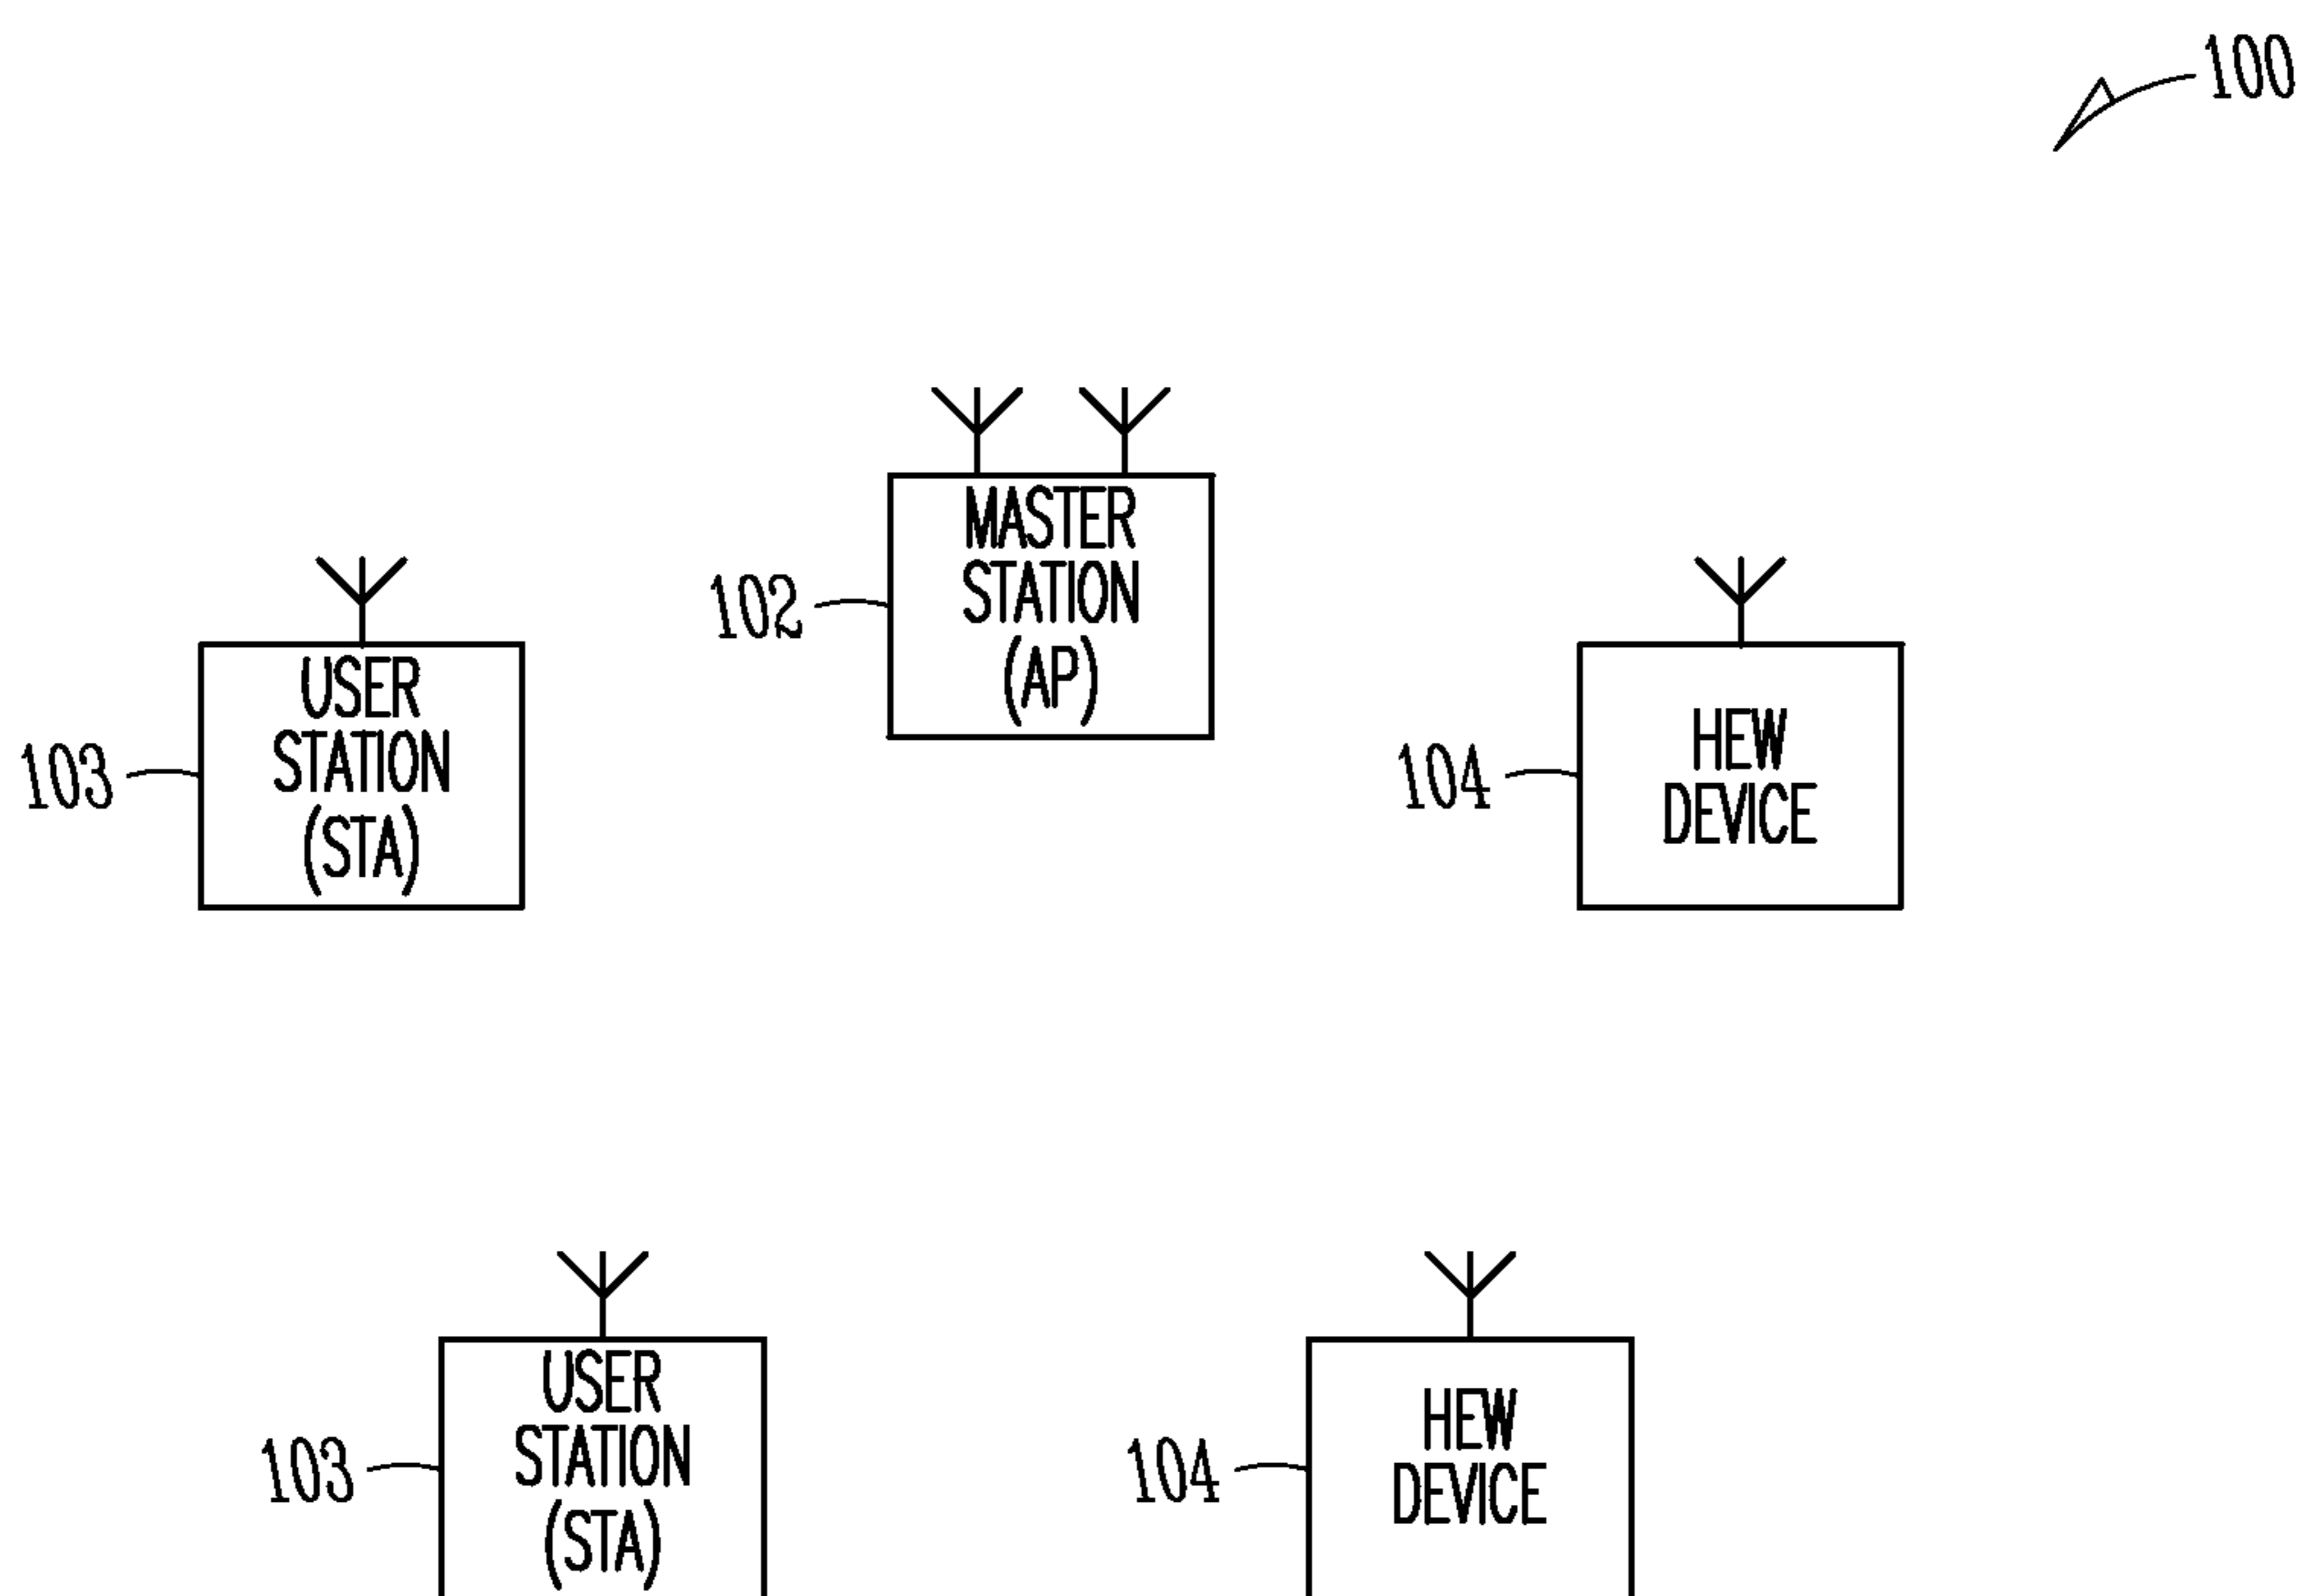 100
MASTER
STATION
(AP)
102
USER
STATION
(STA)
103
HEW
DEVICE
104
USER
STATION
(STA)
103
HEW
DEVICE
104